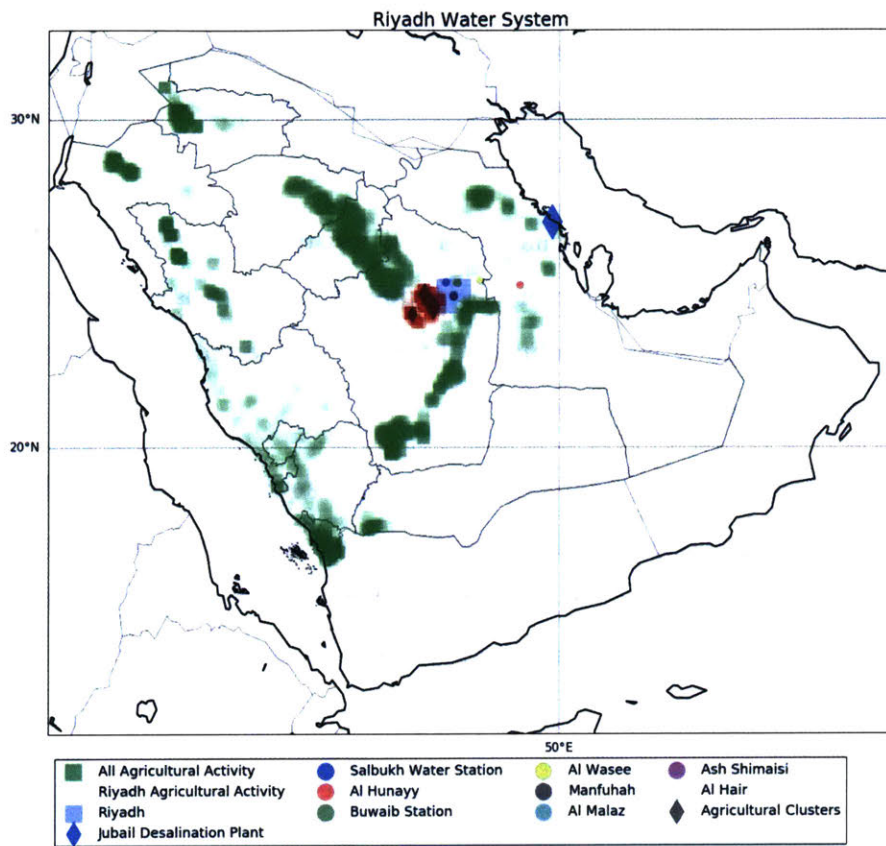 Riyadh Water System
30°N
20°N
50°E
All Agricultural Activity
Riyadh Agricultural Activity
Riyadh
Jubail Desalination Plant
Salbukh Water Station
Al Hunayy
Buwaib Station
Al Wasee
Manfuhah
Al Malaz
Ash Shimaisi
Al Hair
Agricultural Clusters